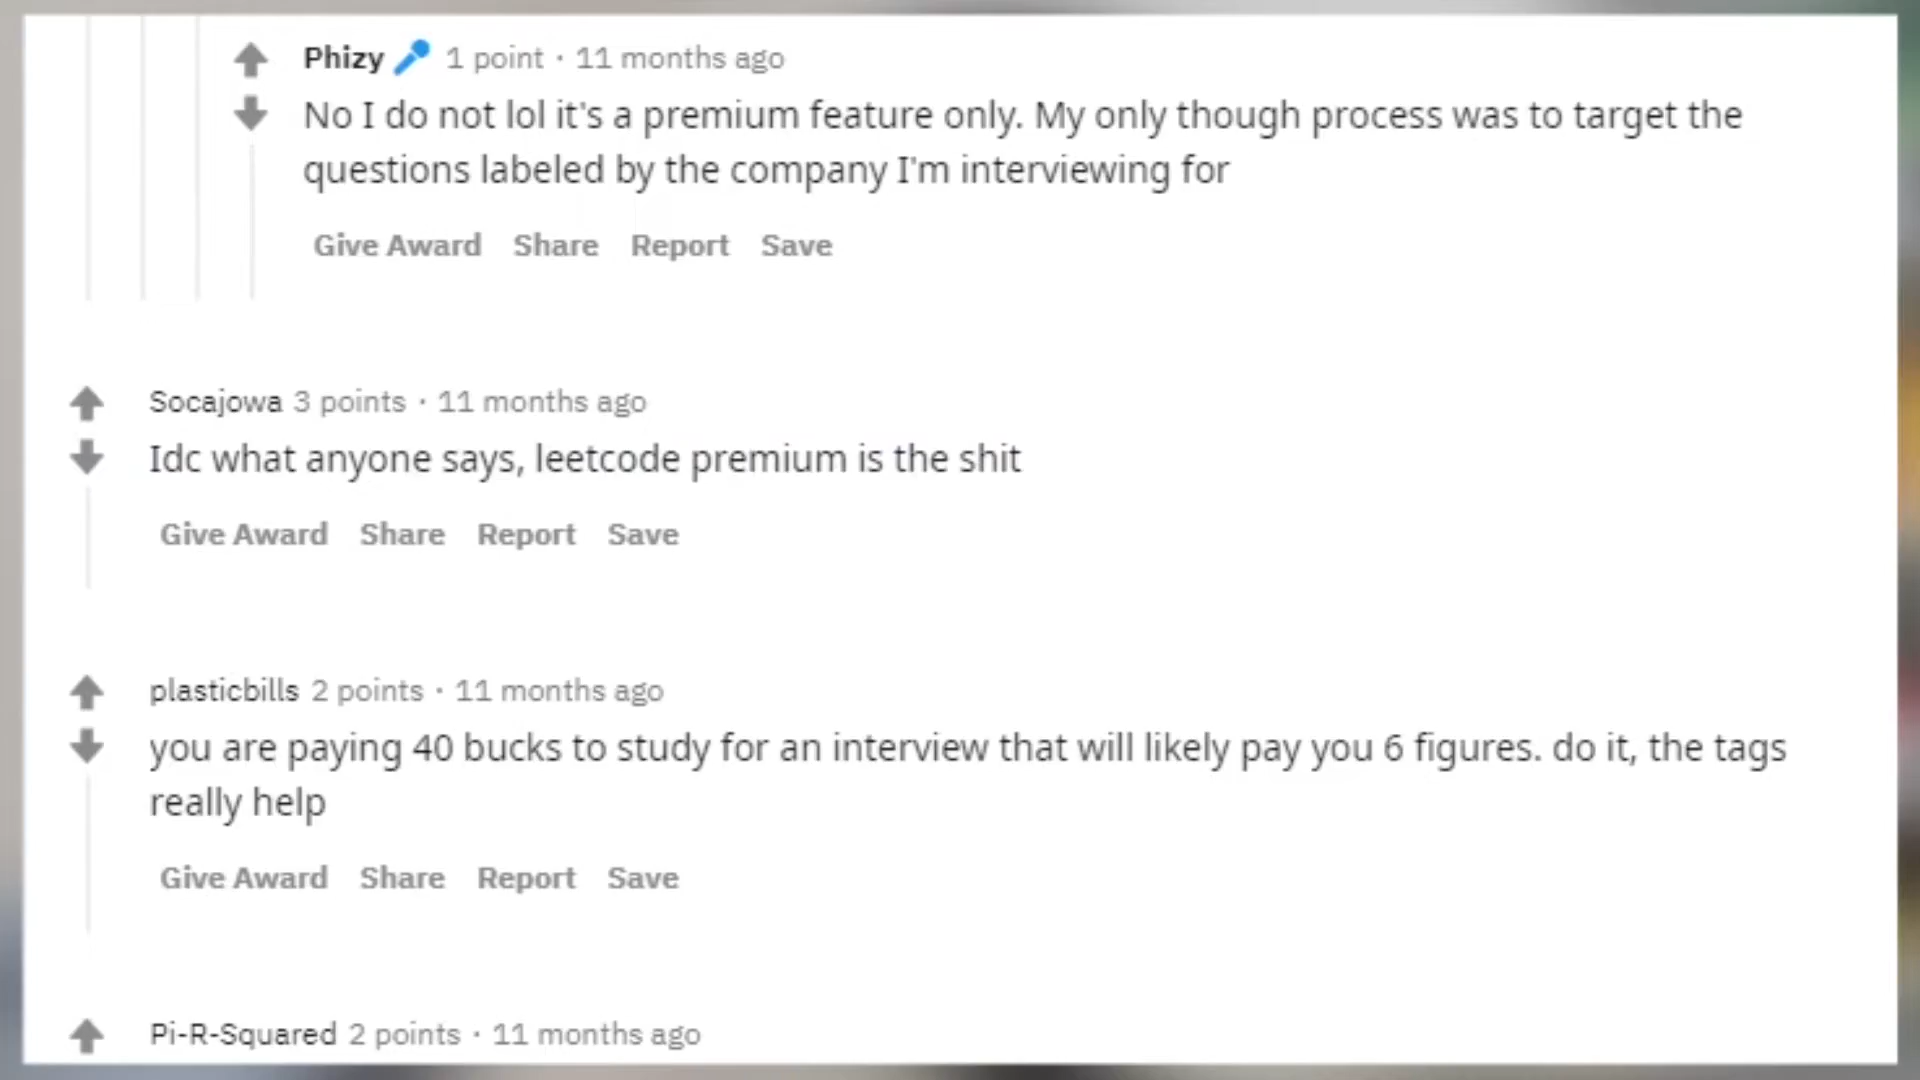 Phizy 1 point · 11 months ago
No I do not lol it's a premium feature only. My only though process was to target the
questions labeled by the company I'm interviewing for
Give Award Share Report Save
Socajowa 3 points · 11 months ago
Idc what anyone says, leetcode premium is the shit
Give Award Share Report Save
plasticbills 2 points · 11 months ago
you are paying 40 bucks to study for an interview that will likely pay you 6 figures. do it, the tags
really help
Give Award Share Report Save
Pi-R-Squared 2 points · 11 months ago